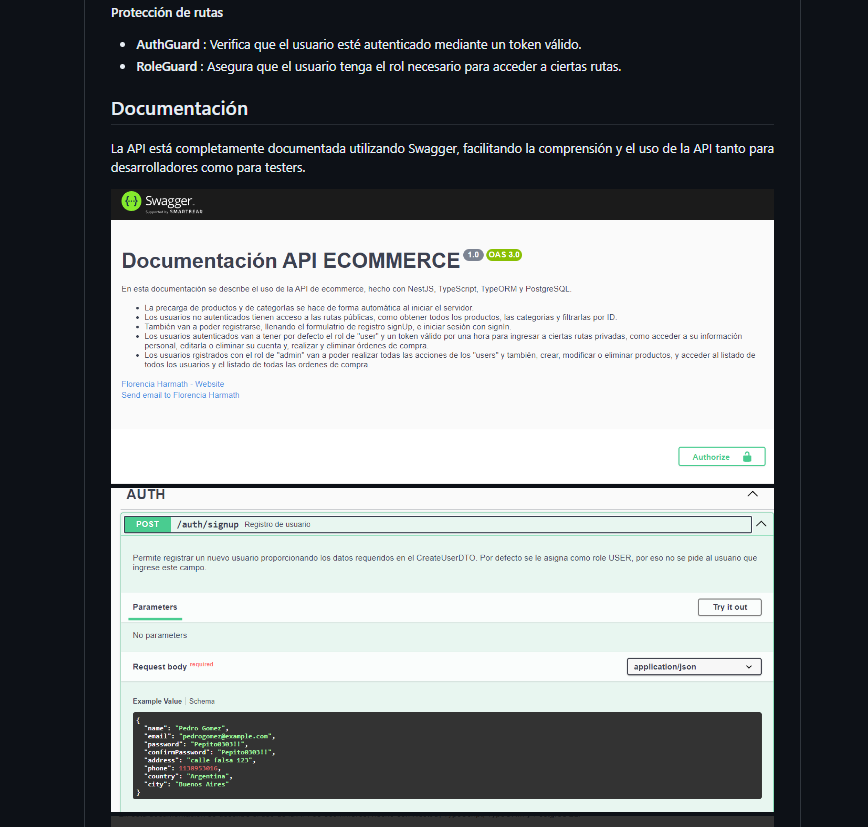 Protección de rutas
AuthGuard : Verifica que el usuario esté autenticado mediante un token válido.
RoleGuard : Asegura que el usuario tenga el rol necesario para acceder a ciertas rutas.
Documentación
La API está completamente documentada utilizando Swagger, facilitando la comprensión y el uso de la API tanto para
desarrolladores como para testers.
Swagger
Supported by SMARTBEAR
Documentación API ECOMMERCE 1.0 OAS 3.0
En esta documentación se describe el uso de la API de ecommerce, hecho con NestJS, TypeScript, TypeORM y PostgreSQL.
La precarga de productos y de categorías se hace de forma automática al iniciar el servidor.
Los usuarios no autenticados tienen acceso a las rutas públicas, como obtener todos los productos, las categorias y filtrarlas por ID.
También van a poder registrarse, llenando el formulatrio de registro signUp, e iniciar sesión con signIn.
Los usuarios autenticados van a tener por defecto el rol de "user" y un token válido por una hora para ingresar a ciertas rutas privadas, como acceder a su información
personal, editarla o eliminar su cuenta y, realizar y eliminar órdenes de compra.
Los usuarios rgistrados con el rol de "admin" van a poder realizar todas las acciones de los "users" y también, crear, modificar o eliminar productos, y acceder al listado de
todos los usuarios y el listado de todas las ordenes de compra
Florencia Harmath - Website
Send email to Florencia Harmath
Authorize
AUTH
POST /auth/signup Registro de usuario
Permite registrar un nuevo usuario proporcionando los datos requeridos en el CreateUserDTO. Por defecto se le asigna como role USER, por eso no se pide al usuario que
ingrese este campo.
Parameters Try it out
No parameters
Request body required application/json
Example Value | Schema
{
"name": "Pedro Gomez",
"email": "pedrogomez@example.com",
"password": "Pepito0303!!",
"confirmPassword": "Pepito0303!!",
"address": "calle falsa 123",
"phone": 1130953016,
"country": "Argentina",
"city": "Buenos Aires"
}